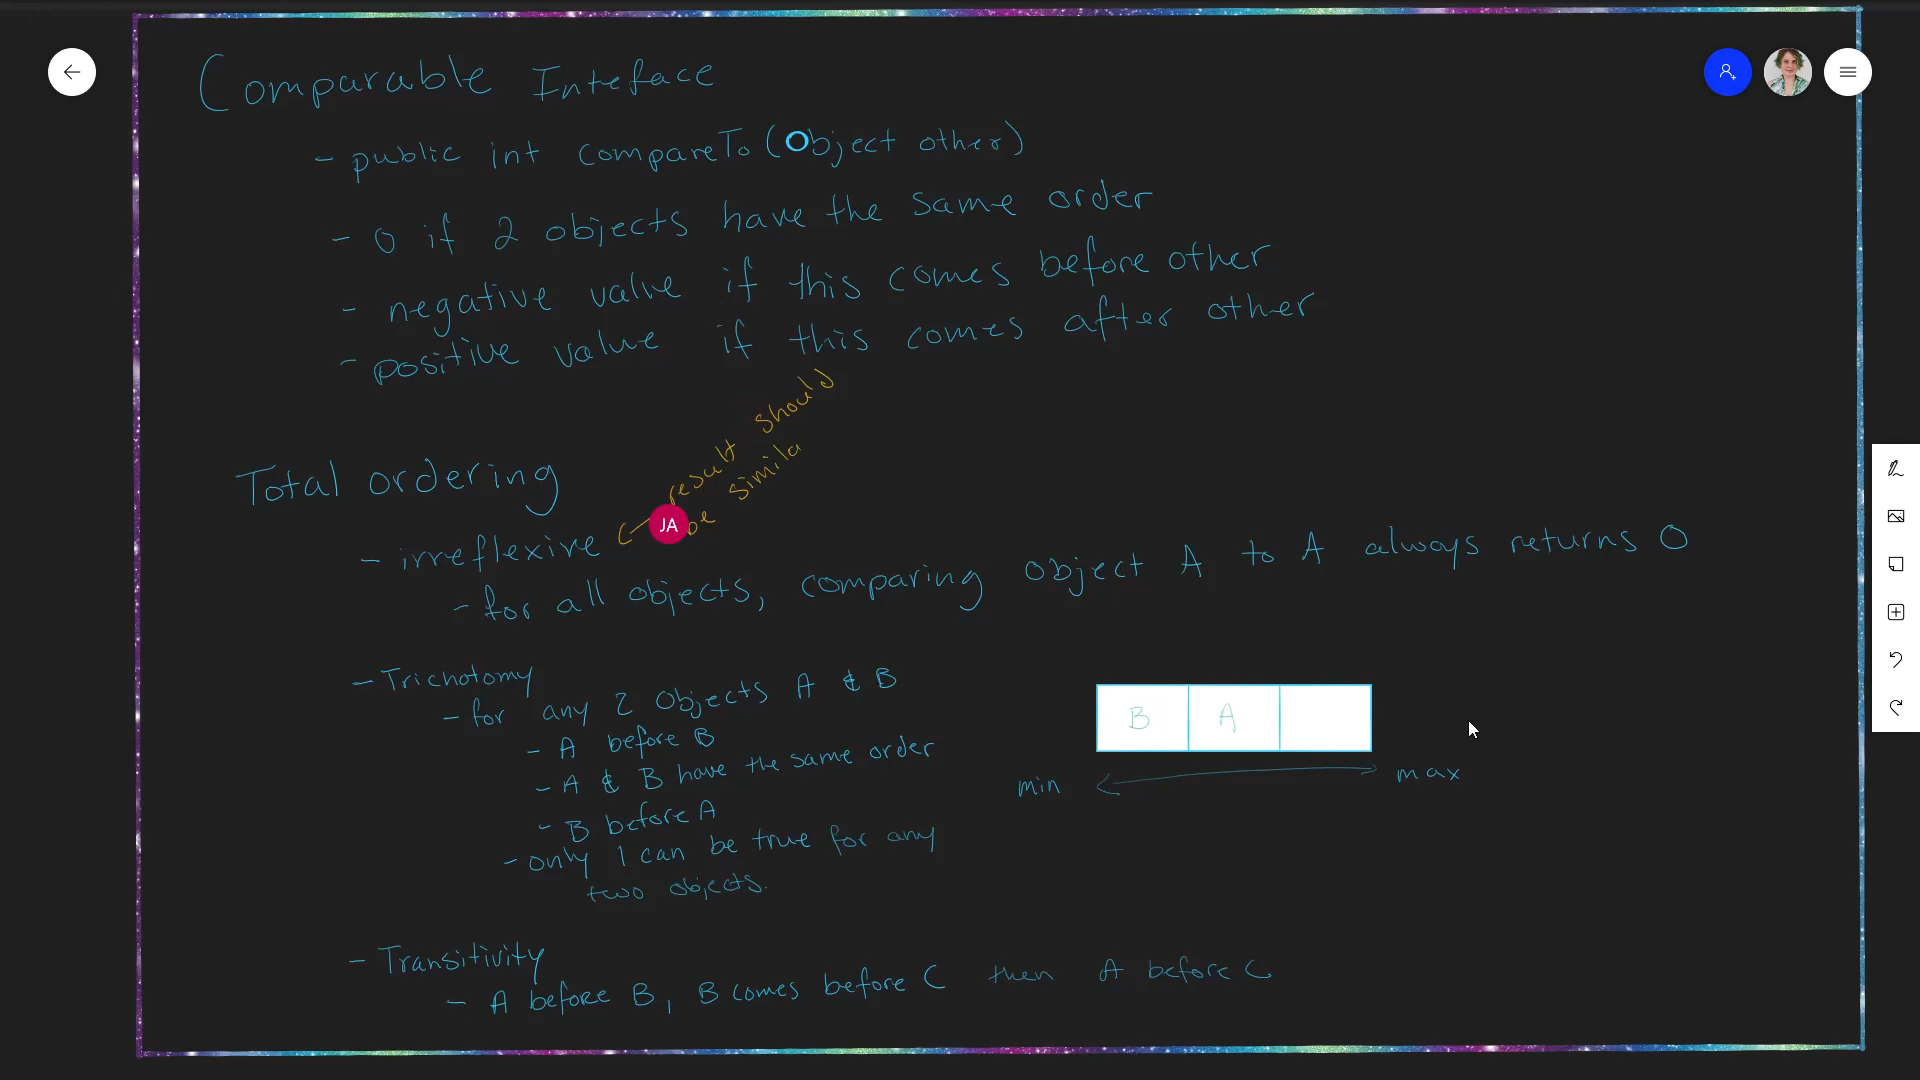 Comparable Inteface
- public int compareTo (Object other)
- 0 if 2 objects have the same order
- negative value if this comes before other
- positive value if this comes after other
result should
be simila
JA
Total ordering
- irreflexive
- for all objects, comparing object A to A always returns 0
- Trichotomy
- for any 2 Objects A & B
- A before B
- A & B have the same order
- B before A
- only 1 can be true for any
two objects.
B A
min max
- Transitivity
- A before B, B comes before C then A before C